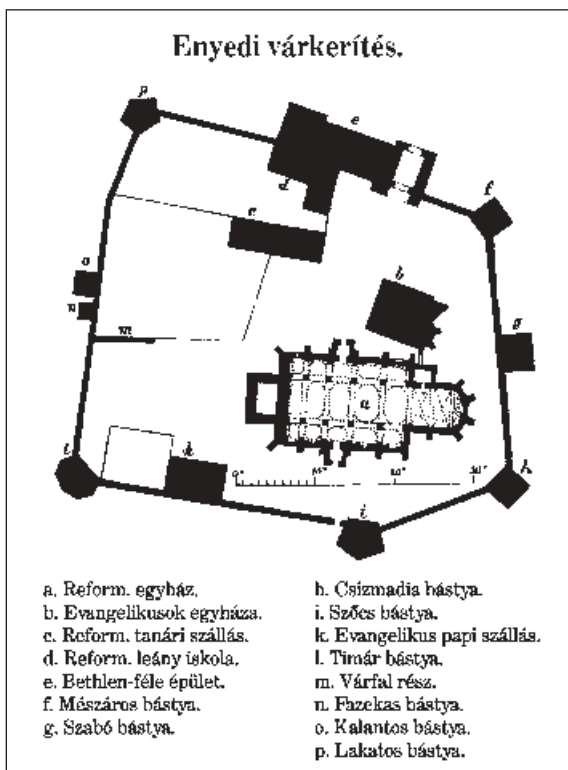 Enyedi várkerítés.
p
e
f
d
c
o
b
n
g
m
a
l
k
h
i
a. Reform. egyház.
b. Evangelikusok egyháza.
c. Reform. tanári szállás.
d. Reform. leány iskola.
e. Bethlen-féle épület.
f. Mészáros bástya.
g. Szabó bástya.
h. Csizmadia bástya.
i. Szőcs bástya.
k. Evangelikus papi szállás.
l. Timár bástya.
m. Várfal rész.
n. Fazekas bástya.
o. Kalantos bástya.
p. Lakatos bástya.